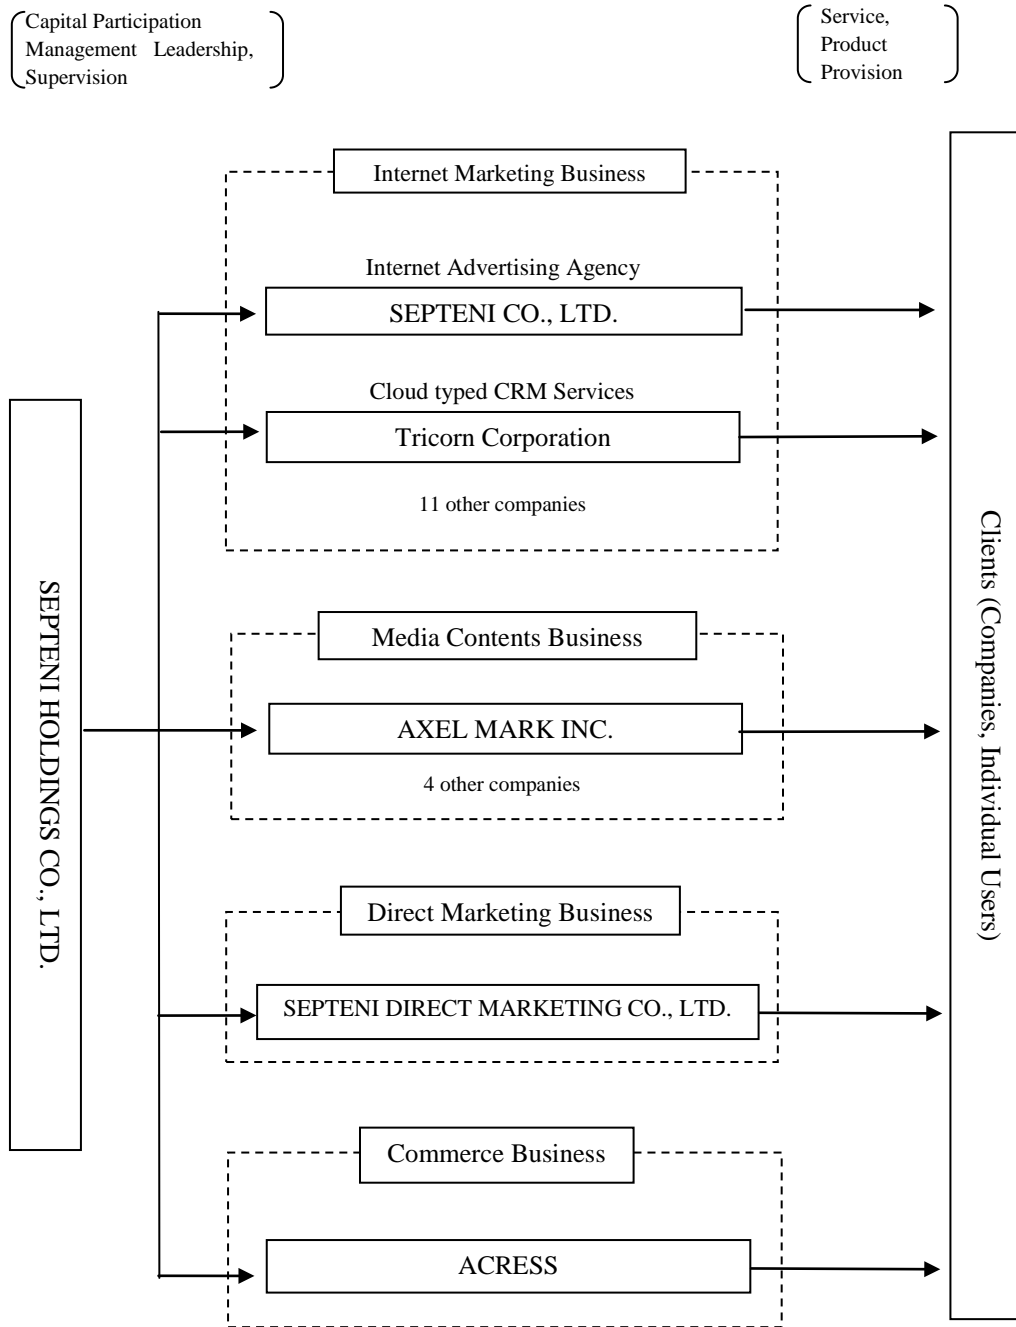 Capital Participation
Management Leadership,
Supervision
Service,
Product
Provision
Internet Marketing Business
Internet Advertising Agency
SEPTENI CO., LTD.
Cloud typed CRM Services
Tricorn Corporation
11 other companies
SEPTENI HOLDINGS CO., LTD.
Clients (Companies, Individual Users)
Media Contents Business
AXEL MARK INC.
4 other companies
Direct Marketing Business
SEPTENI DIRECT MARKETING CO., LTD.
Commerce Business
ACRESS